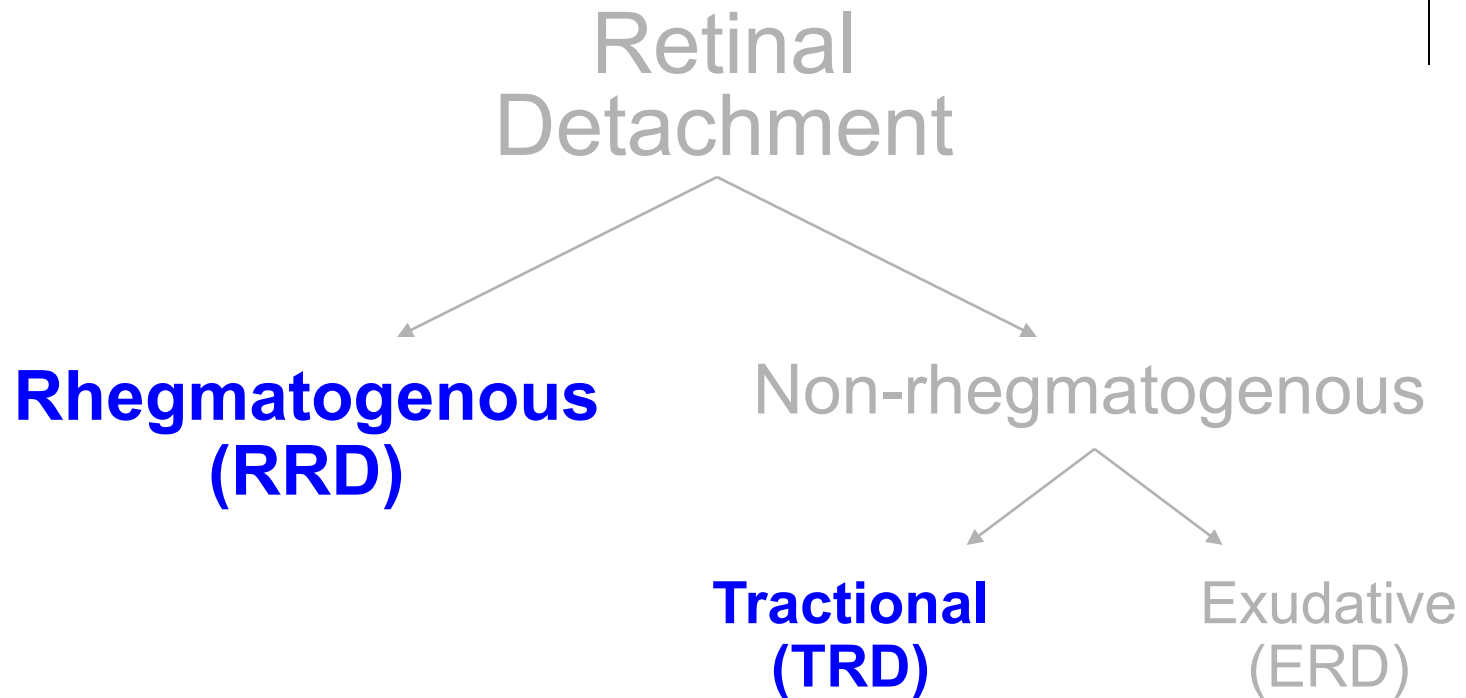 Retinal
Detachment
Rhegmatogenous
(RRD)
Non-rhegmatogenous
Tractional
(TRD)
Exudative
(ERD)